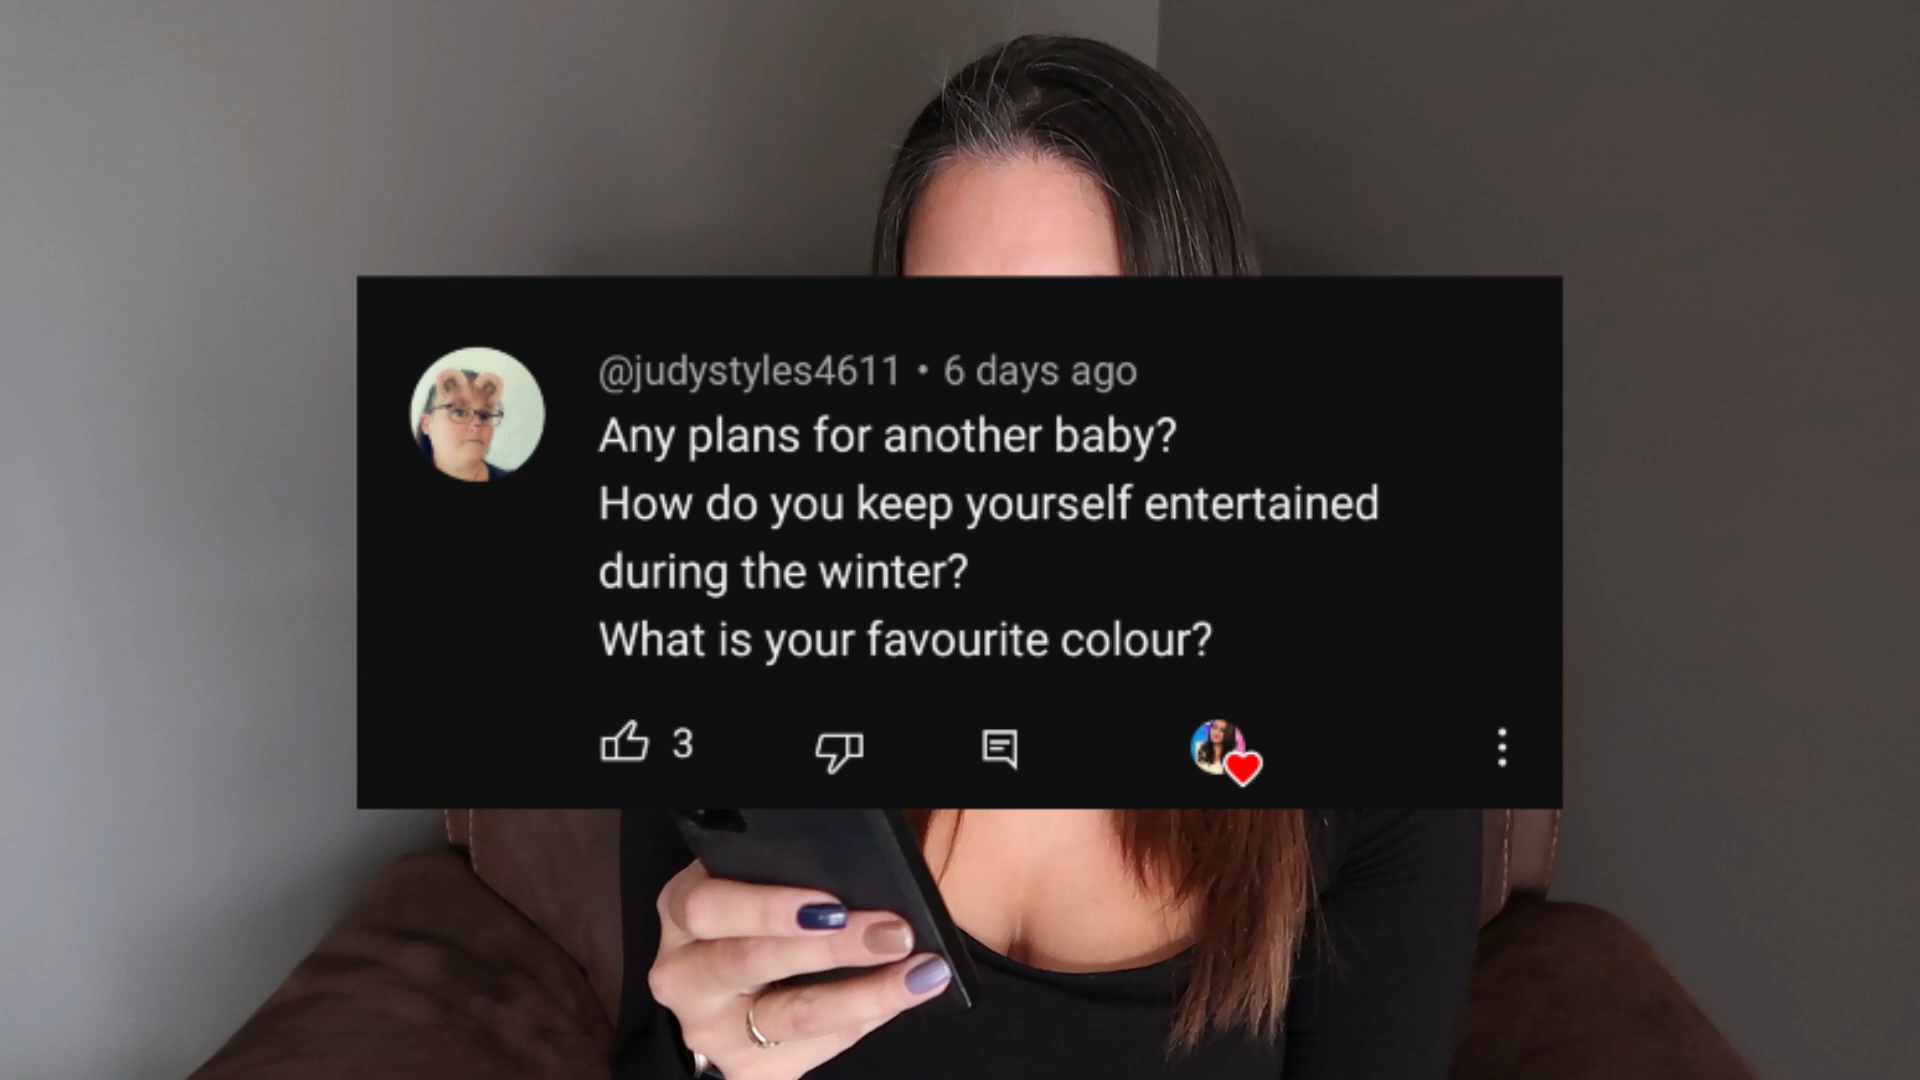 @judystyles4611 • 6 days ago
Any plans for another baby?
How do you keep yourself entertained
during the winter?
What is your favourite colour?
3